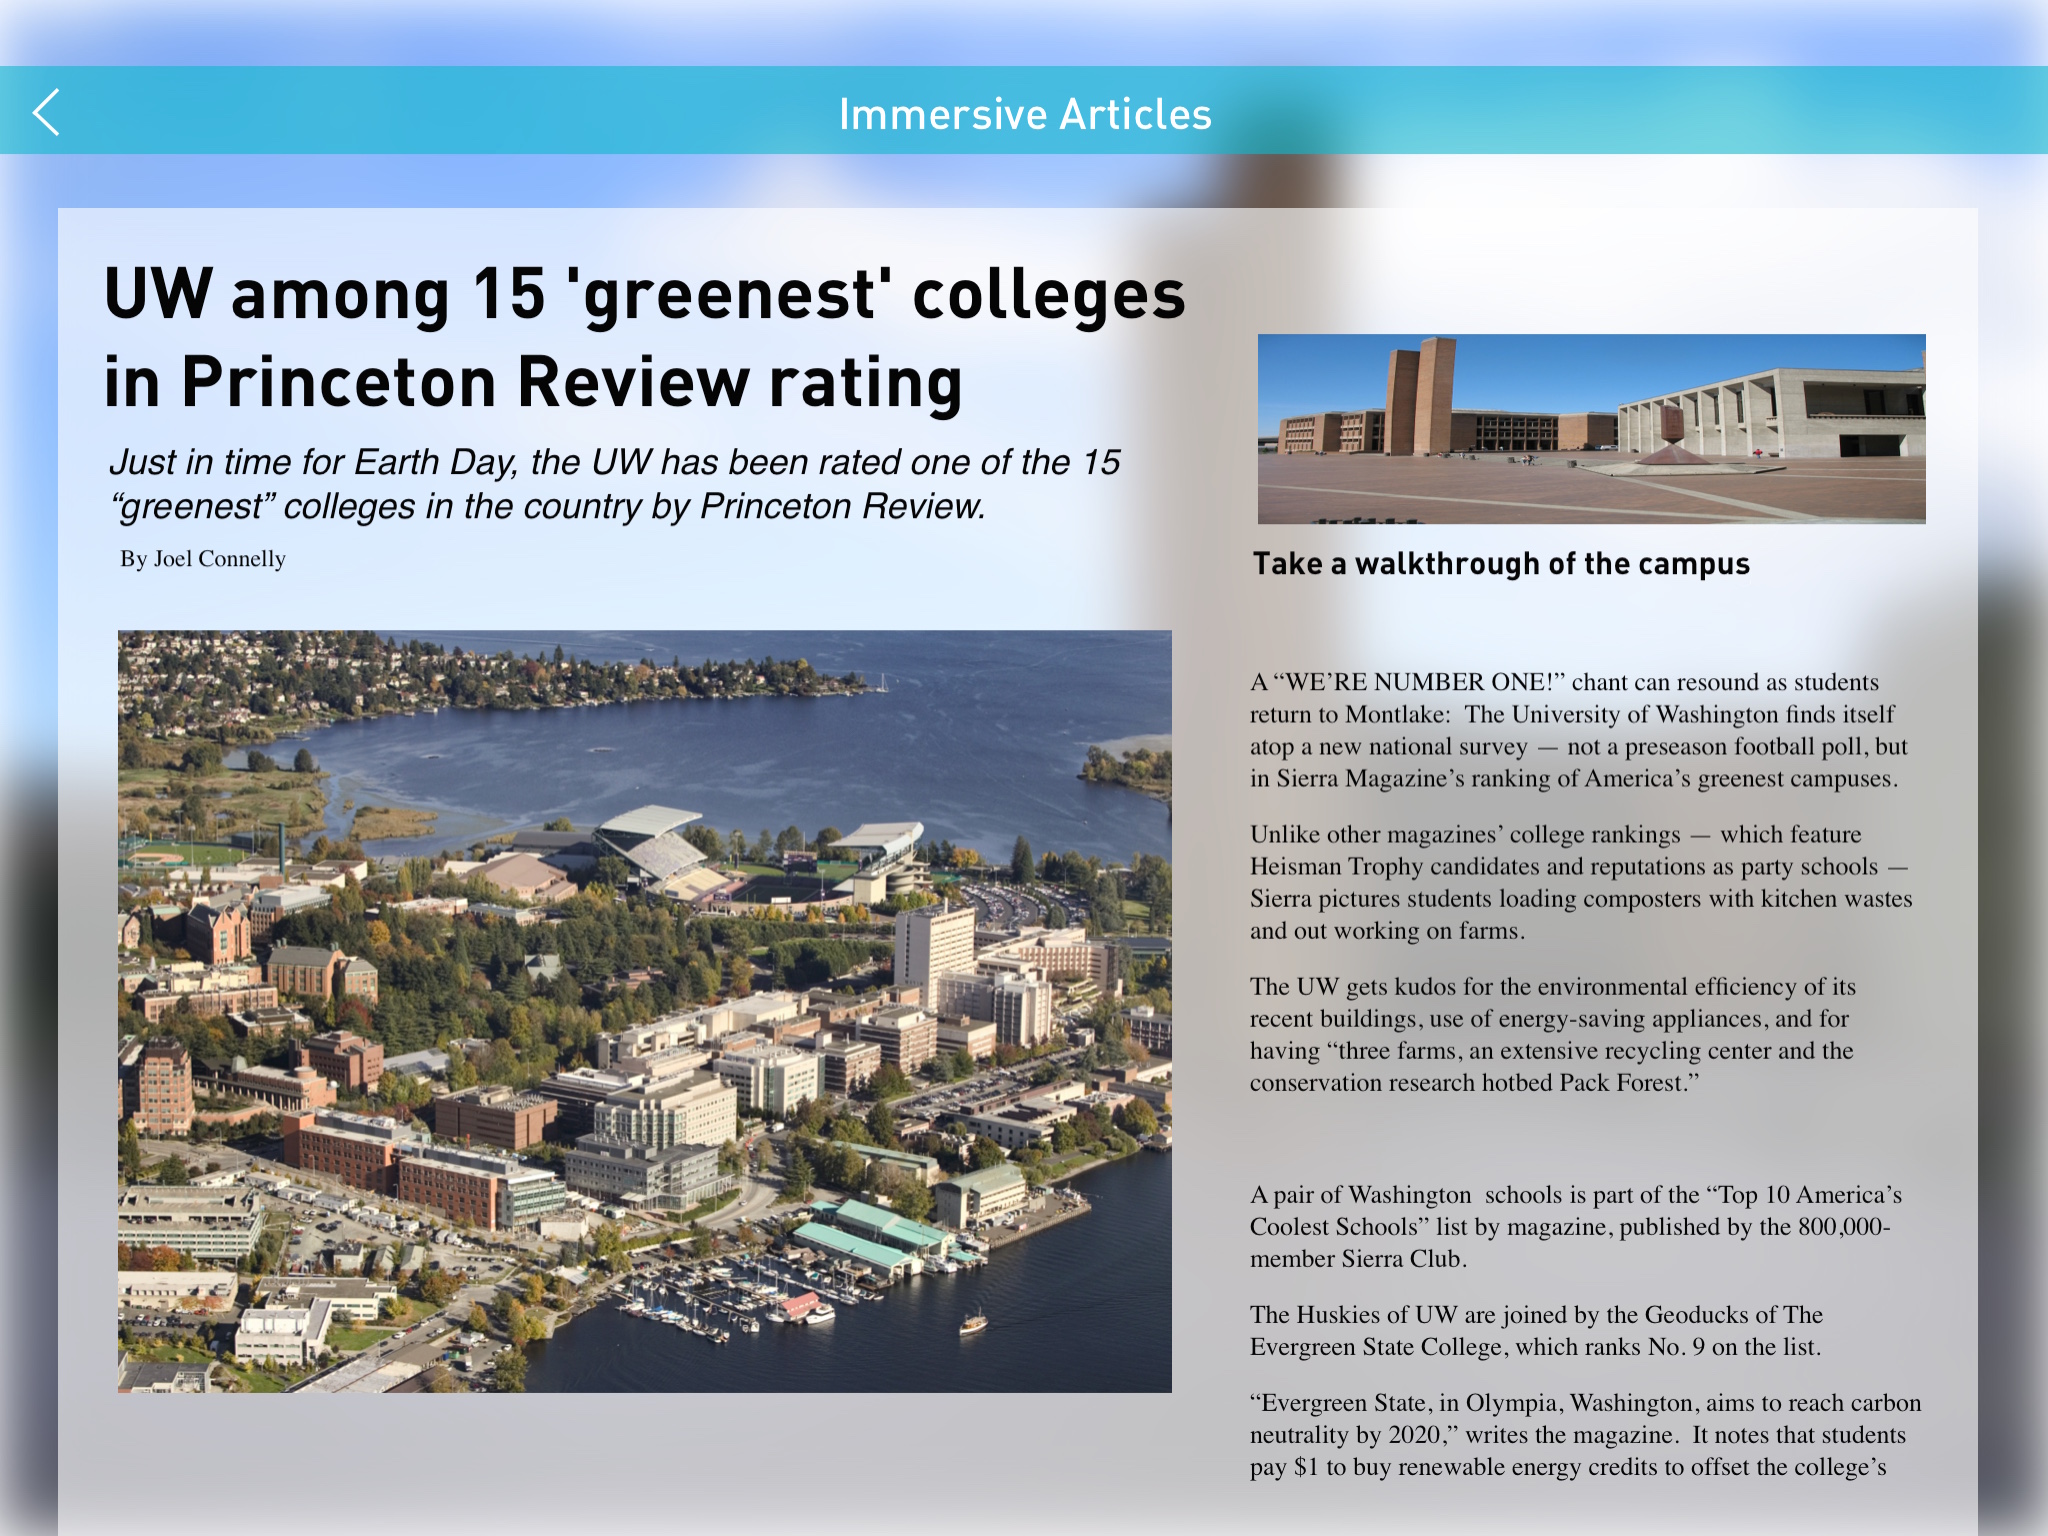 Immersive Articles
UW among 15 'greenest' colleges
in Princeton Review rating
Just in time for Earth Day, the UW has been rated one of the 15
“greenest” colleges in the country by Princeton Review.
By Joel Connelly
Take a walkthrough of the campus
A “WE’RE NUMBER ONE!” chant can resound as students
return to Montlake:  The University of Washington finds itself
atop a new national survey — not a preseason football poll, but
in Sierra Magazine’s ranking of America’s greenest campuses.
Unlike other magazines’ college rankings — which feature
Heisman Trophy candidates and reputations as party schools —
Sierra pictures students loading composters with kitchen wastes
and out working on farms.
The UW gets kudos for the environmental efficiency of its
recent buildings, use of energy-saving appliances, and for
having “three farms, an extensive recycling center and the
conservation research hotbed Pack Forest.”
A pair of Washington  schools is part of the “Top 10 America’s
Coolest Schools” list by magazine, published by the 800,000-
member Sierra Club.
The Huskies of UW are joined by the Geoducks of The
Evergreen State College, which ranks No. 9 on the list.
“Evergreen State, in Olympia, Washington, aims to reach carbon
neutrality by 2020,” writes the magazine.  It notes that students
pay $1 to buy renewable energy credits to offset the college’s